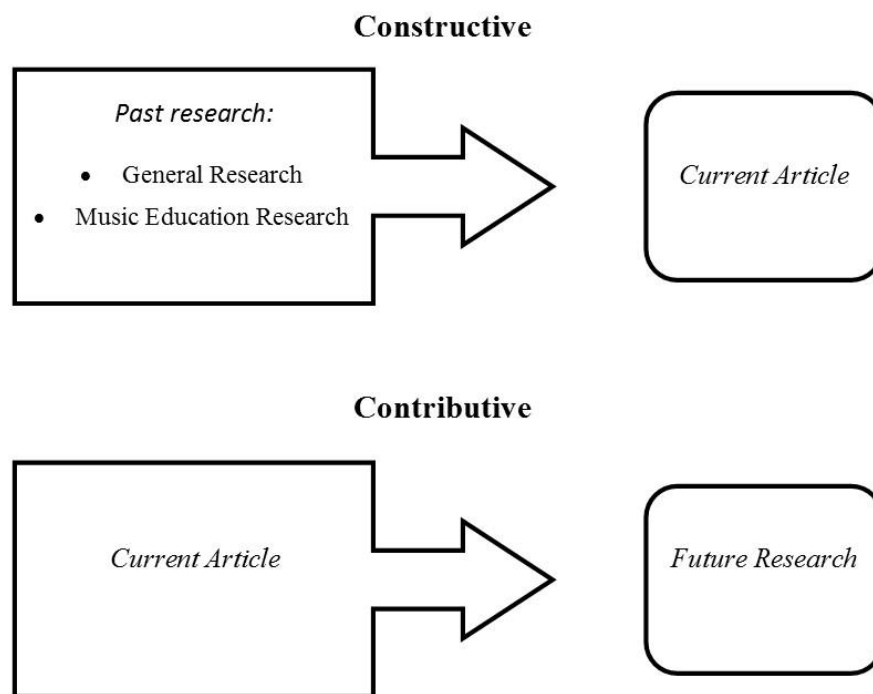 Constructive
Past research:
• General Research
• Music Education Research
Current Article
Contributive
Current Article
Future Research